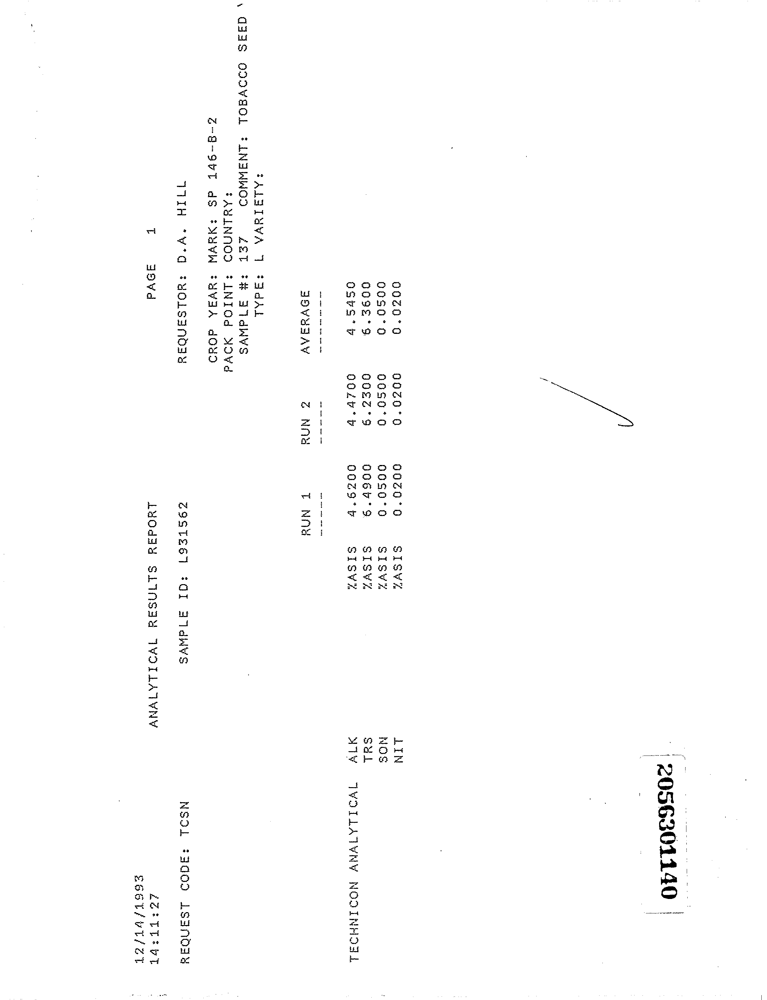 12/14/1993
14:11:27 ANALYTICAL RESULTS REPORT PAGE 1
REQUEST CODE: TCSN SAMPLE ID: L931562 REQUESTOR: D.A. HILL
CROP YEAR: MARK: SP 146-B-2
PACK POINT: COUNTRY:
SAMPLE #: 137 COMMENT: TOBACCO SEED
TYPE: L VARIETY:
RUN 1 RUN 2 AVERAGE
----- ----- -------
TECHNICON ANALYTICAL ALK %ASIS 4.6200 4.4700 4.5450
TRS %ASIS 6.4900 6.2300 6.3600
SON %ASIS 0.0500 0.0500 0.0500
NIT %ASIS 0.0200 0.0200 0.0200
2056301140